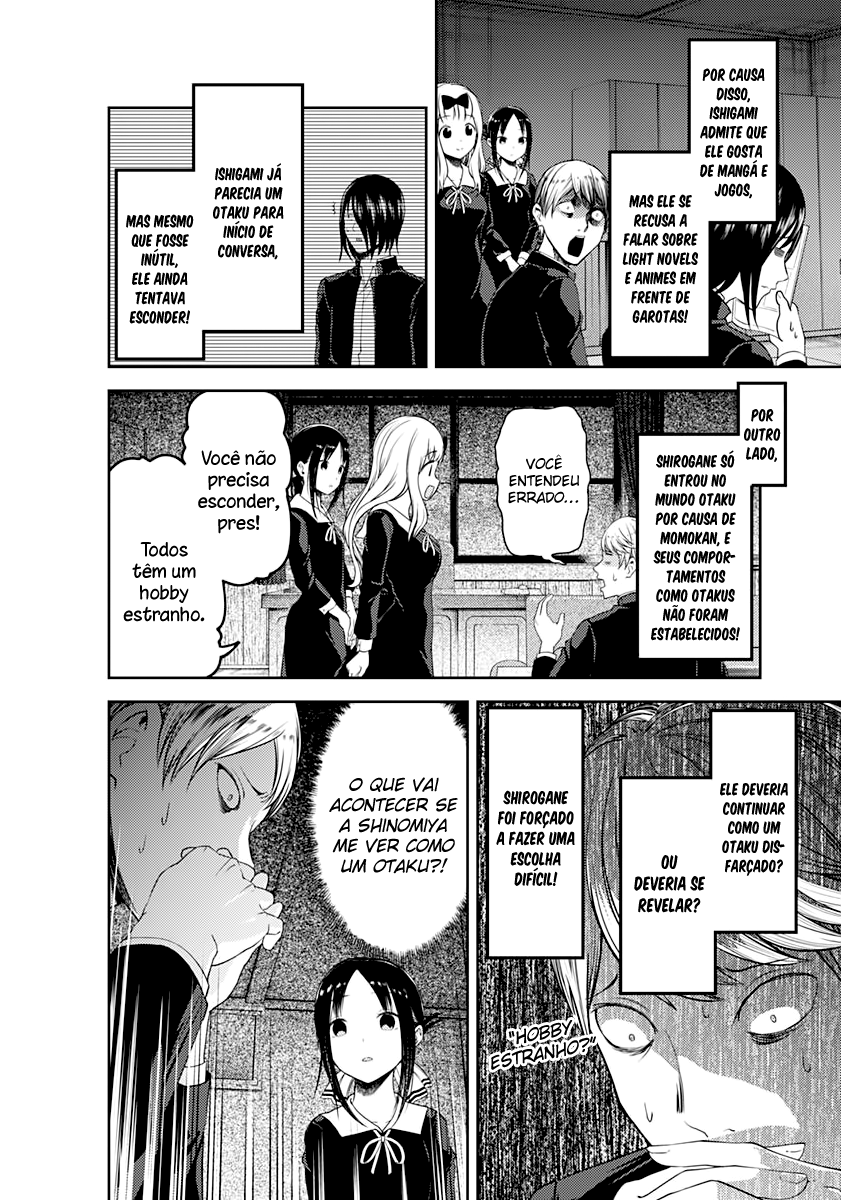 POR CAUSA
DISSO,
ISHIGAMI
ADMITE QUE
ELE GOSTA
DE MANGÁ E
JOGOS,
MAS ELE SE
RECUSA A
FALAR SOBRE
LIGHT NOVELS
E ANIMES EM
FRENTE DE
GAROTAS!
ISHIGAMI JÁ
PARECIA UM
OTAKU PARA
INÍCIO DE
CONVERSA,
MAS MESMO
QUE FOSSE
INÚTIL,
ELE AINDA
TENTAVA
ESCONDER!
POR
OUTRO
LADO,
SHIROGANE SÓ
ENTROU NO
MUNDO OTAKU
POR CAUSA DE
MOMOKAN, E
SEUS COMPOR-
TAMENTOS
COMO OTAKUS
NÃO FORAM
ESTABELECIDOS!
VOCÊ
ENTENDEU
ERRADO...
Você não
precisa
esconder,
pres!
Todos
têm um
hobby
estranho.
ELE DEVERIA
CONTINUAR
COMO UM
OTAKU DIS-
FARÇADO?
OU
DEVERIA SE
REVELAR?
SHIROGANE
FOI FORÇADO
A FAZER UMA
ESCOLHA
DIFÍCIL!
"HOBBY
ESTRANHO?"
O QUE VAI
ACONTECER SE
A SHINOMIYA
ME VER COMO
UM OTAKU?!